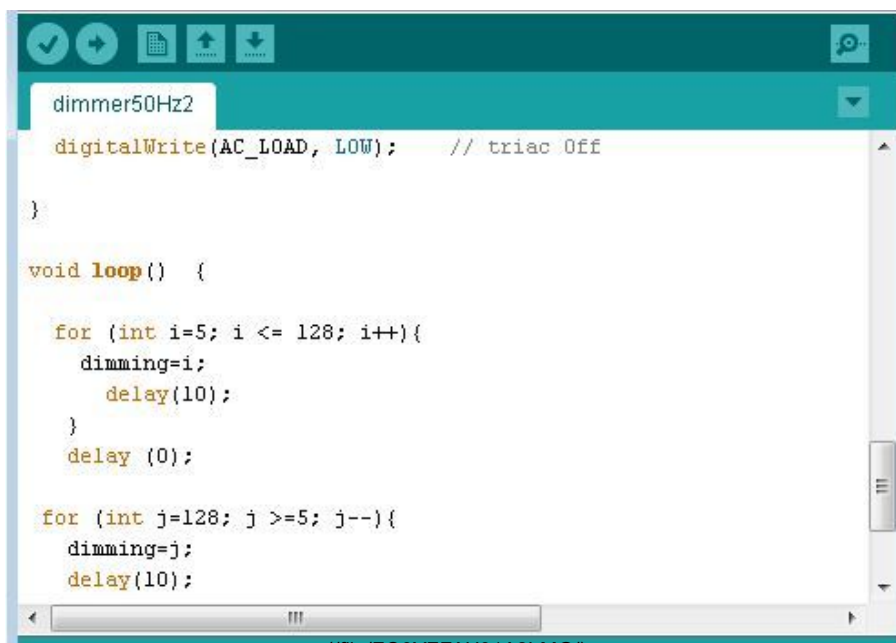 dimmer50Hz2
digitalWrite(AC_LOAD, LOW);    // triac Off
}
void loop()  {
for (int i=5; i <= 128; i++){
dimming=i;
delay(10);
}
delay (0);
for (int j=128; j >=5; j--){
dimming=j;
delay(10);